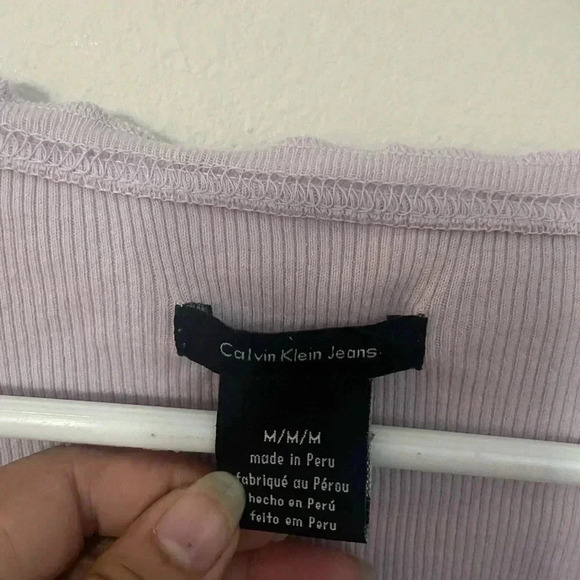 Calvin Klein Jeans
M/M/M
made in Peru
fabriqué au Pérou
hecho en Perú
feito em Peru